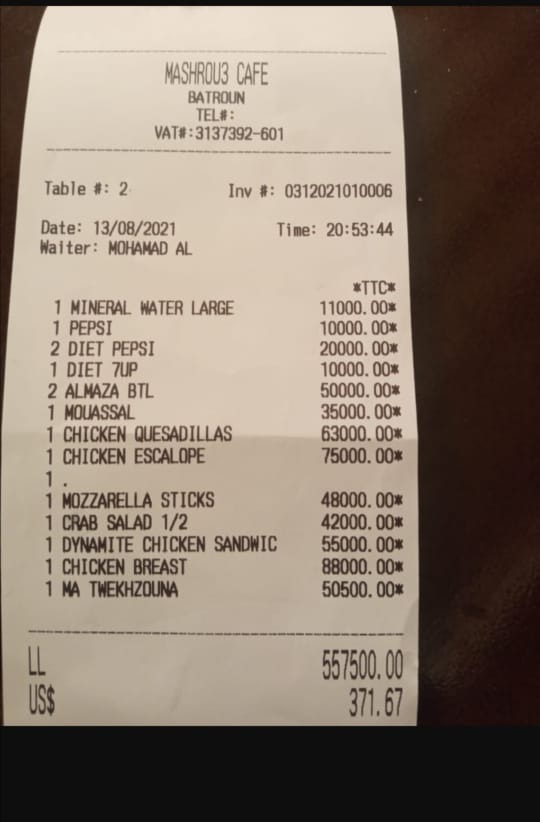 MASHROU3 CAFE
BATROUN
TEL#:
VAT#:3137392-601
Table #: 2 Inv #: 0312021010006
Date: 13/08/2021 Time: 20:53:44
Waiter: MOHAMAD AL
*TTC*
1 MINERAL WATER LARGE 11000.00*
1 PEPSI 10000.00*
2 DIET PEPSI 20000.00*
1 DIET 7UP 10000.00*
2 ALMAZA BTL 50000.00*
1 MOUASSAL 35000.00*
1 CHICKEN QUESADILLAS 63000.00*
1 CHICKEN ESCALOPE 75000.00*
1 .
1 MOZZARELLA STICKS 48000.00*
1 CRAB SALAD 1/2 42000.00*
1 DYNAMITE CHICKEN SANDWIC 55000.00*
1 CHICKEN BREAST 88000.00*
1 MA TWEKHZOUNA 50500.00*
LL 557500.00
US$ 371.67